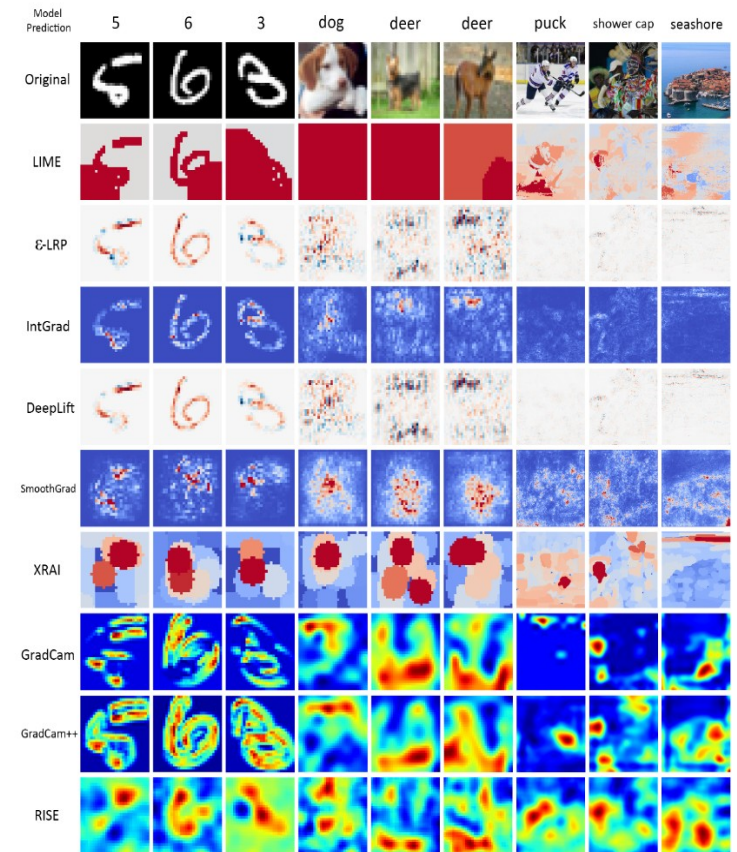 Model
Prediction
5 6 3 dog deer deer puck shower cap seashore
Original
LIME
Ɛ-LRP
IntGrad
DeepLift
SmoothGrad
XRAI
GradCam
GradCam++
RISE